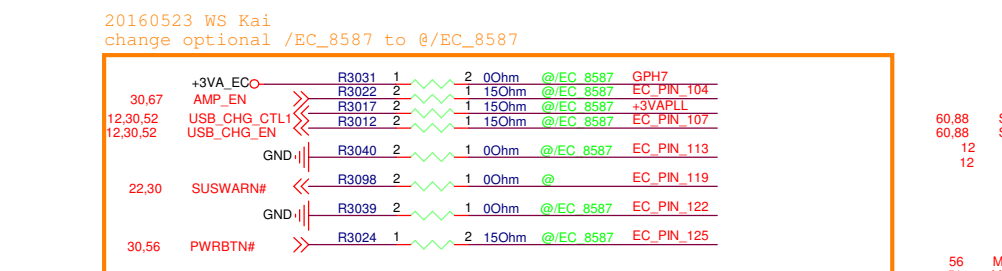 20160523 WS Kai
change optional /EC_8587 to @/EC_8587
+3VA_EC R3031 1 2 0Ohm @/EC_8587 GPH7
30,67 AMP_EN R3022 2 1 15Ohm @/EC_8587 EC_PIN_104
R3017 2 1 15Ohm @/EC_8587 +3VAPLL
12,30,52 USB_CHG_CTL1 R3012 2 1 15Ohm @/EC_8587 EC_PIN_107 60,88
12,30,52 USB_CHG_EN 60,88
GND R3040 2 1 0Ohm @/EC_8587 EC_PIN_113 12
12
22,30 SUSWARN# R3098 2 1 0Ohm @ EC_PIN_119
GND R3039 2 1 0Ohm @/EC_8587 EC_PIN_122
30,56 PWRBTN# R3024 1 2 15Ohm @/EC_8587 EC_PIN_125
56 M